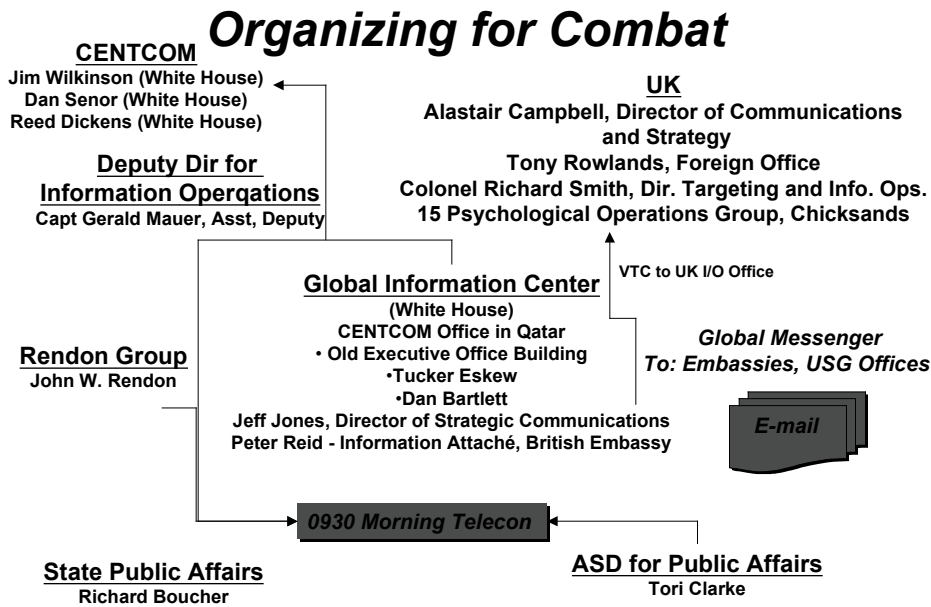 Organizing for Combat
CENTCOM
Jim Wilkinson (White House)
Dan Senor (White House)
Reed Dickens (White House)
Deputy Dir for
Information Operqations
Capt Gerald Mauer, Asst, Deputy
UK
Alastair Campbell, Director of Communications
and Strategy
Tony Rowlands, Foreign Office
Colonel Richard Smith, Dir. Targeting and Info. Ops.
15 Psychological Operations Group, Chicksands
VTC to UK I/O Office
Global Information Center
(White House)
CENTCOM Office in Qatar
• Old Executive Office Building
•Tucker Eskew
•Dan Bartlett
Jeff Jones, Director of Strategic Communications
Peter Reid - Information Attaché, British Embassy
Rendon Group
John W. Rendon
Global Messenger
To: Embassies, USG Offices
E-mail
0930 Morning Telecon
State Public Affairs
Richard Boucher
ASD for Public Affairs
Tori Clarke